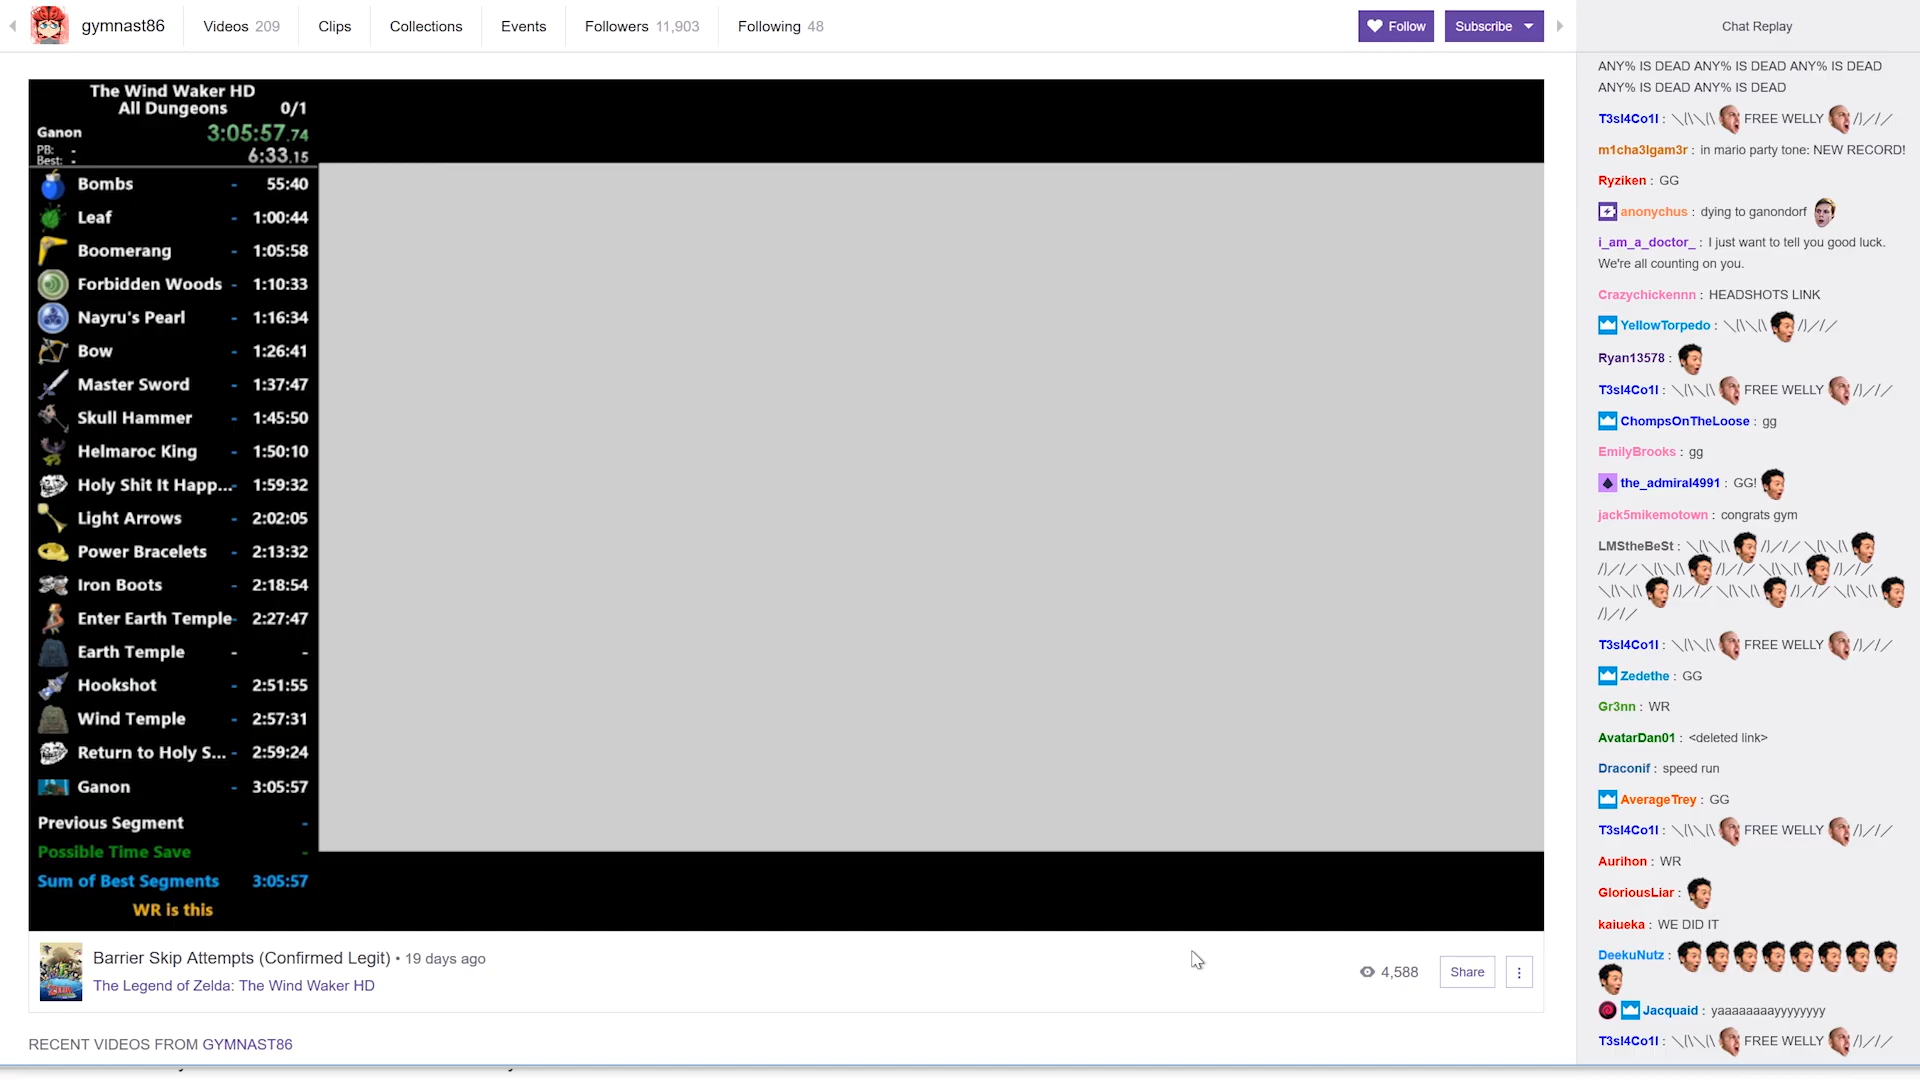 gymnast86 Videos 209 Clips Collections Events Followers 11,903 Following 48 Follow Subscribe
The Wind Waker HD
All Dungeons 0/1
Ganon 3:05:57.74
PB: -
6:33.15
Best: -
Bombs - 55:40
Leaf - 1:00:44
Boomerang - 1:05:58
Forbidden Woods - 1:10:33
Nayru's Pearl - 1:16:34
Bow - 1:26:41
Master Sword - 1:37:47
Skull Hammer - 1:45:50
Helmaroc King - 1:50:10
Holy Shit It Happ... - 1:59:32
Light Arrows - 2:02:05
Power Bracelets - 2:13:32
Iron Boots - 2:18:54
Enter Earth Temple - 2:27:47
Earth Temple - -
Hookshot - 2:51:55
Wind Temple - 2:57:31
Return to Holy S... - 2:59:24
Ganon - 3:05:57
Previous Segment -
Possible Time Save -
Sum of Best Segments 3:05:57
WR is this
Barrier Skip Attempts (Confirmed Legit) • 19 days ago
The Legend of Zelda: The Wind Waker HD
4,588 Share
RECENT VIDEOS FROM GYMNAST86
Chat Replay
ANY% IS DEAD ANY% IS DEAD ANY% IS DEAD
ANY% IS DEAD ANY% IS DEAD
T3sl4Co1l : ＼|\＼|\ FREE WELLY /|／/／
m1cha3lgam3r : in mario party tone: NEW RECORD!
Ryziken : GG
anonychus : dying to ganondorf
i_am_a_doctor_ : I just want to tell you good luck.
We're all counting on you.
Crazychickennn : HEADSHOTS LINK
YellowTorpedo : ＼|\＼|\ /|／/／
Ryan13578 :
T3sl4Co1l : ＼|\＼|\ FREE WELLY /|／/／
ChompsOnTheLoose : gg
EmilyBrooks : gg
the_admiral4991 : GG!
jack5mikemotown : congrats gym
LMStheBeSt : ＼|\＼|\ /|／/／ ＼|\＼|\
/|／/／ ＼|\＼|\ /|／/／ ＼|\＼|\ /|／/／
＼|\＼|\ /|／/／ ＼|\＼|\ /|／/／ ＼|\＼|\
/|／/／
T3sl4Co1l : ＼|\＼|\ FREE WELLY /|／/／
Zedethe : GG
Gr3nn : WR
AvatarDan01 : <deleted link>
Draconif : speed run
AverageTrey : GG
T3sl4Co1l : ＼|\＼|\ FREE WELLY /|／/／
Aurihon : WR
GloriousLiar :
kaiueka : WE DID IT
DeekuNutz :
Jacquaid : yaaaaaaaayyyyyyyy
T3sl4Co1l : ＼|\＼|\ FREE WELLY /|／/／